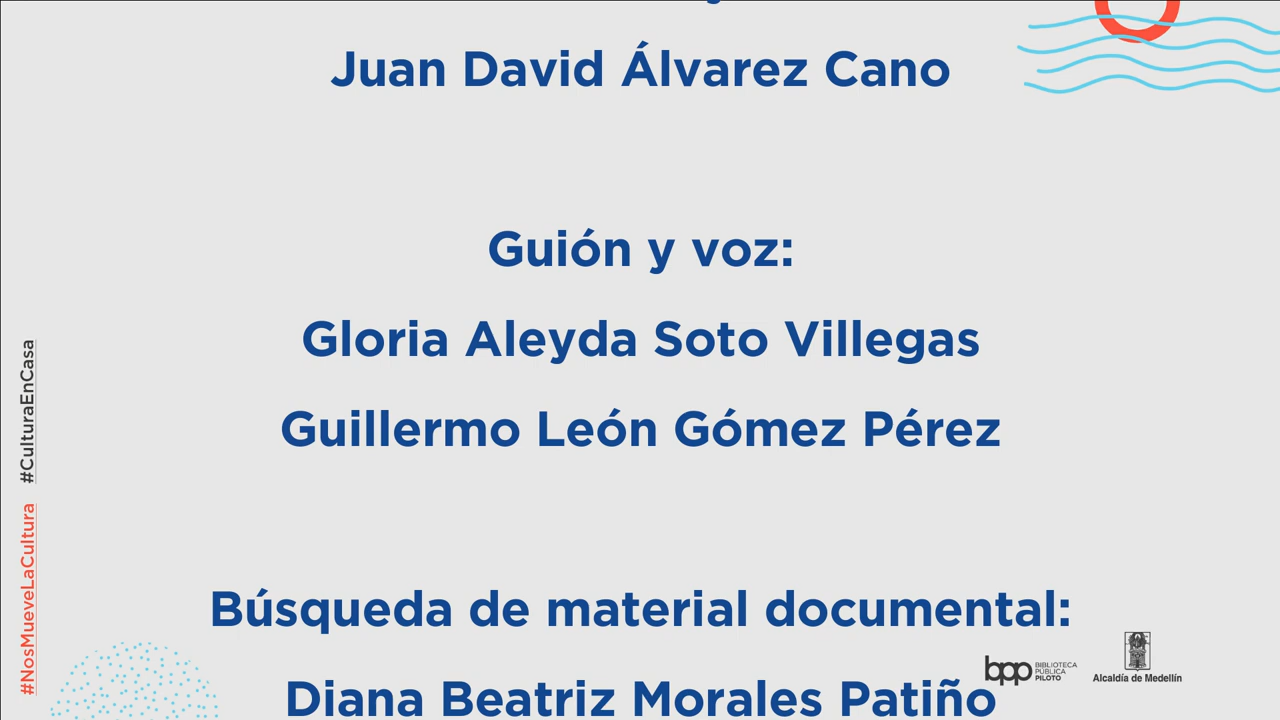 Juan David Álvarez Cano
Guión y voz:
Gloria Aleyda Soto Villegas
Guillermo León Gómez Pérez
Búsqueda de material documental:
Diana Beatriz Morales Patiño
#NosMueveLaCultura #CulturaEnCasa
bpp BIBLIOTECA
PÚBLICA
PILOTO
Alcaldía de Medellín